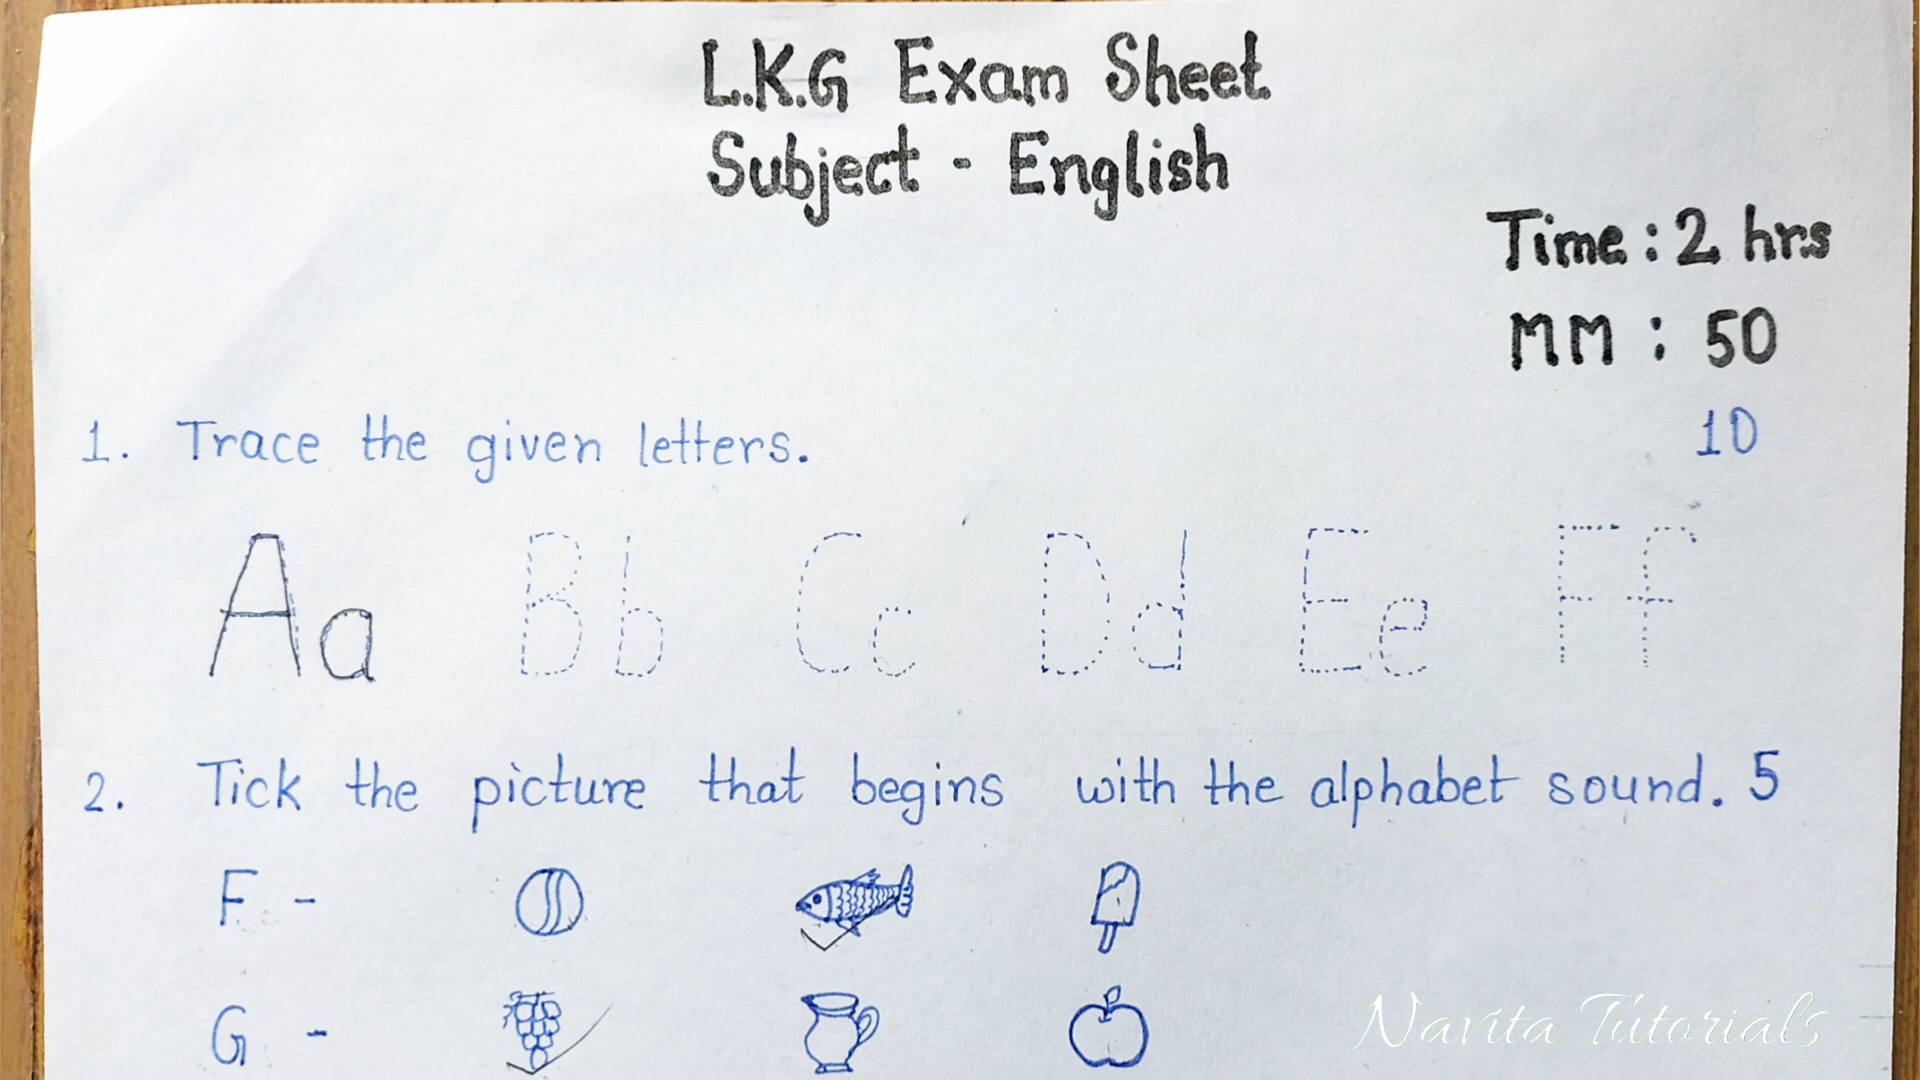 L.K.G Exam Sheet
Subject - English
Time : 2 hrs
MM : 50
1. Trace the given letters. 10
Aa Bb Cc Dd Ee Ff
2. Tick the picture that begins with the alphabet sound. 5
F -
G -
Navita Tutorials